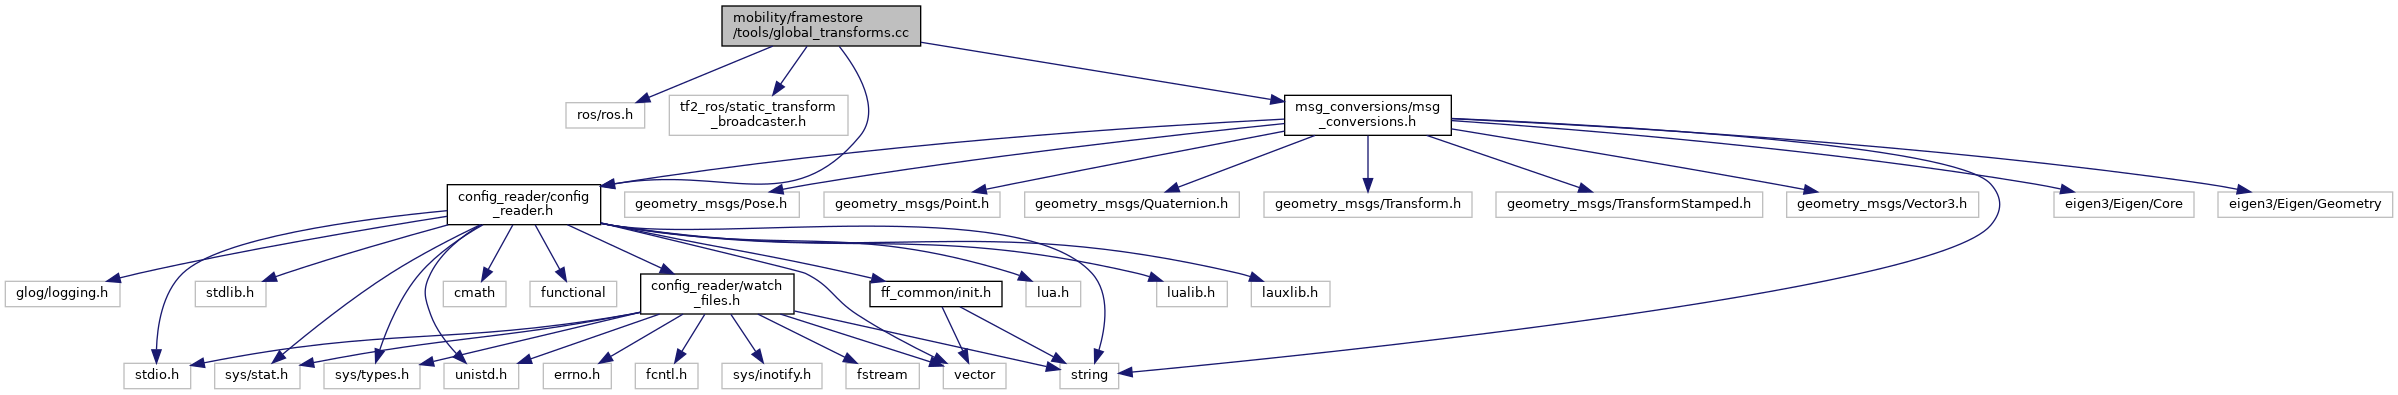 mobility/framestore
/tools/global_transforms.cc
ros/ros.h
tf2_ros/static_transform
_broadcaster.h
msg_conversions/msg
_conversions.h
config_reader/config
_reader.h
geometry_msgs/Pose.h
geometry_msgs/Point.h
geometry_msgs/Quaternion.h
geometry_msgs/Transform.h
geometry_msgs/TransformStamped.h
geometry_msgs/Vector3.h
eigen3/Eigen/Core
eigen3/Eigen/Geometry
glog/logging.h
stdlib.h
cmath
functional
config_reader/watch
_files.h
ff_common/init.h
lua.h
lualib.h
lauxlib.h
stdio.h
sys/stat.h
sys/types.h
unistd.h
errno.h
fcntl.h
sys/inotify.h
fstream
vector
string